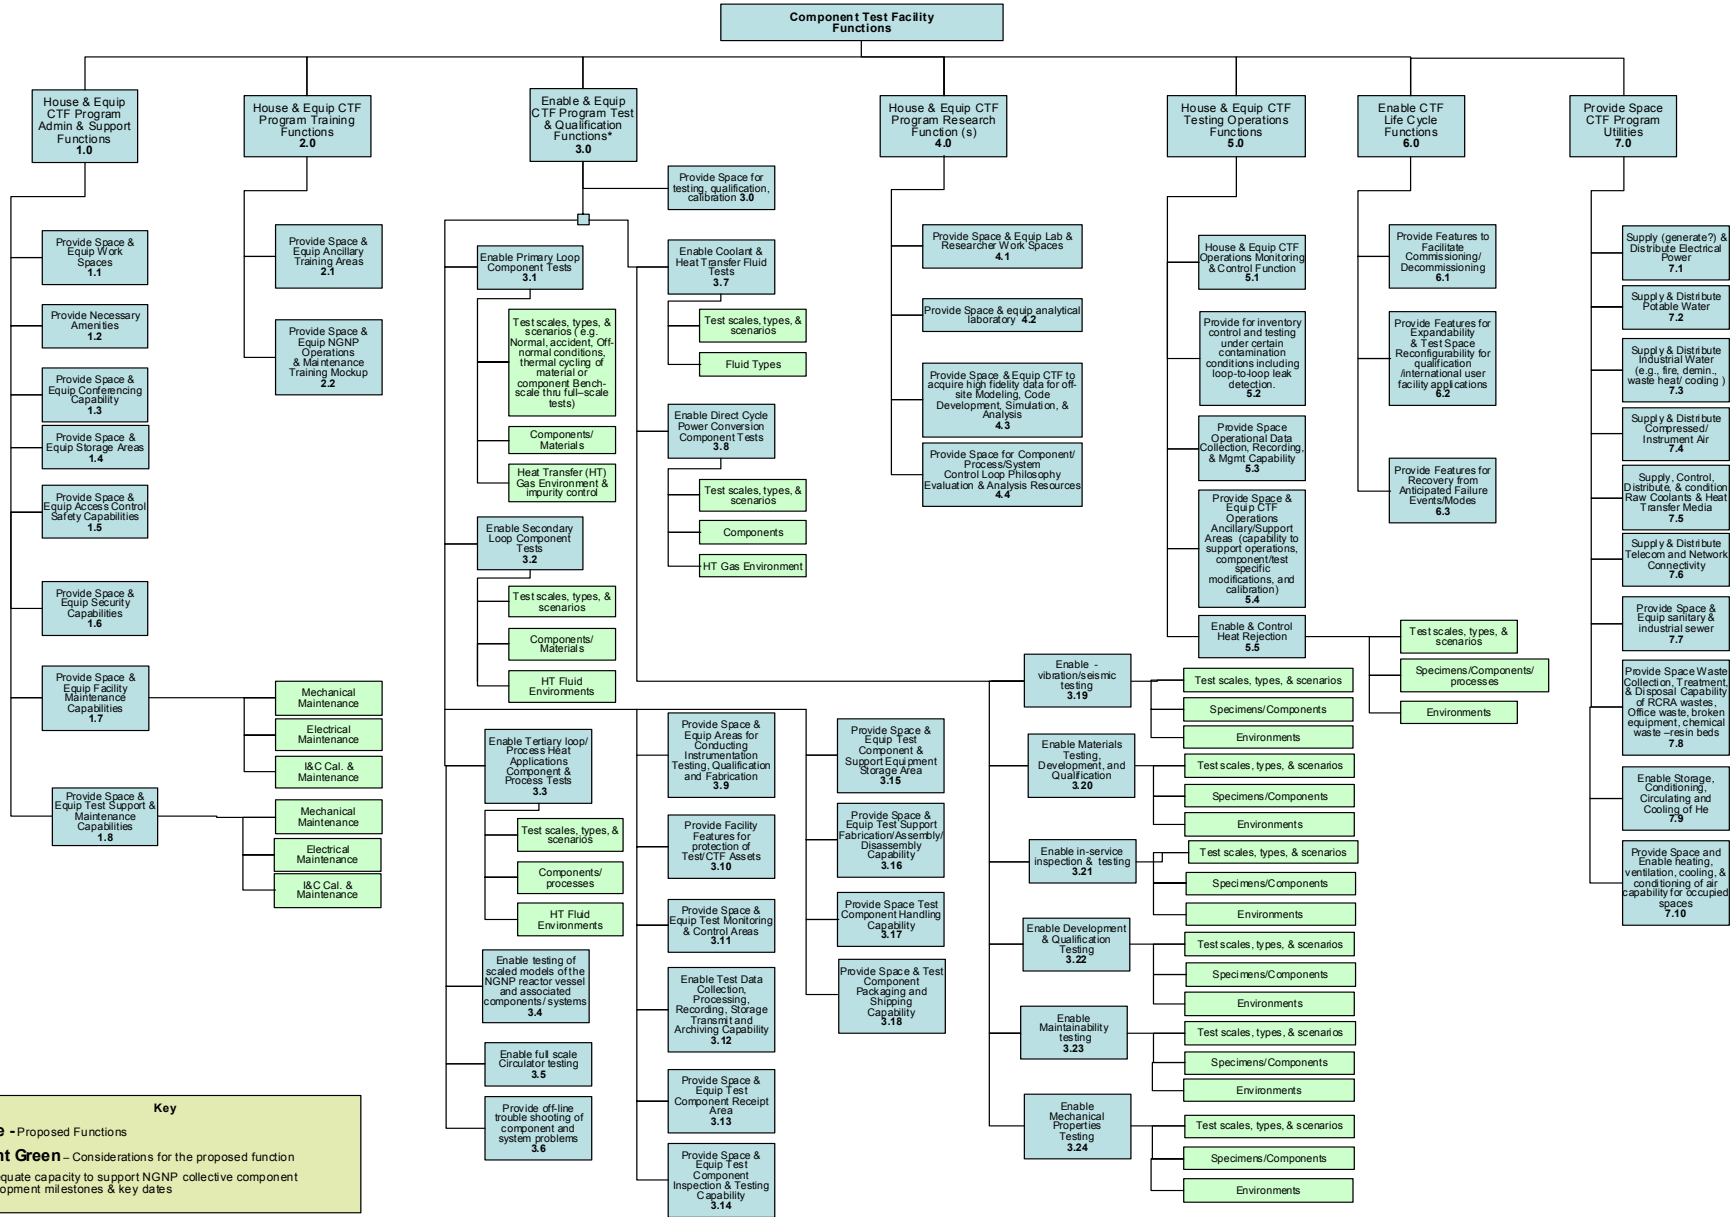 Component Test Facility
Functions
House & Equip
CTF Program
Admin & Support
Functions
1.0
House & Equip CTF
Program Training
Functions
2.0
Enable & Equip
CTF Program Test
& Qualification
Functions*
3.0
House & Equip CTF
Program Research
Function (s)
4.0
House & Equip CTF
Testing Operations
Functions
5.0
Enable CTF
Life Cycle
Functions
6.0
Provide Space
CTF Program
Utilities
7.0
Provide Space &
Equip Work
Spaces
1.1
Provide Necessary
Amenities
1.2
Provide Space &
Equip Conferencing
Capability
1.3
Provide Space &
Equip Storage Areas
1.4
Provide Space &
Equip Access Control
Safety Capabilities
1.5
Provide Space &
Equip Security
Capabilities
1.6
Provide Space &
Equip Facility
Maintenance
Capabilities
1.7
Mechanical
Maintenance
Electrical
Maintenance
I&C Cal. &
Maintenance
Provide Space &
Equip Test Support &
Maintenance
Capabilities
1.8
Mechanical
Maintenance
Electrical
Maintenance
I&C Cal. &
Maintenance
Provide Space &
Equip Ancillary
Training Areas
2.1
Provide Space &
Equip NGNP
Operations
& Maintenance
Training Mockup
2.2
Provide Space for
testing, qualification,
calibration 3.0
Enable Primary Loop
Component Tests
3.1
Test scales, types, &
scenarios ( e.g.
Normal, accident, Off-
normal conditions,
thermal cycling of
material or
component Bench-
scale thru full–scale
tests)
Components/
Materials
Heat Transfer (HT)
Gas Environment &
impurity control
Enable Secondary
Loop Component
Tests
3.2
Test scales, types, &
scenarios
Components/
Materials
HT Fluid
Environments
Enable Tertiary loop/
Process Heat
Applications
Component &
Process Tests
3.3
Test scales, types, &
scenarios
Components/
processes
HT Fluid
Environments
Enable testing of
scaled models of the
NGNP reactor vessel
and associated
components/ systems
3.4
Enable full scale
Circulator testing
3.5
Provide off-line
trouble shooting of
component and
system problems
3.6
Enable Coolant &
Heat Transfer Fluid
Tests
3.7
Test scales, types, &
scenarios
Fluid Types
Enable Direct Cycle
Power Conversion
Component Tests
3.8
Test scales, types, &
scenarios
Components
HT Gas Environment
Provide Space &
Equip Areas for
Conducting
Instrumentation
Testing, Qualification
and Fabrication
3.9
Provide Facility
Features for
protection of
Test/CTF Assets
3.10
Provide Space &
Equip Test Monitoring
& Control Areas
3.11
Enable Test Data
Collection,
Processing,
Recording, Storage
Transmit and
Archiving Capability
3.12
Provide Space &
Equip Test
Component Receipt
Area
3.13
Provide Space &
Equip Test
Component
Inspection & Testing
Capability
3.14
Provide Space &
Equip Test
Component &
Support Equipment
Storage Area
3.15
Provide Space &
Equip Test Support
Fabrication/Assembly/
Disassembly
Capability
3.16
Provide Space Test
Component Handling
Capability
3.17
Provide Space & Test
Component
Packaging and
Shipping
Capability
3.18
Enable -
vibration/seismic
testing
3.19
Test scales, types, & scenarios
Specimens/Components
Environments
Enable Materials
Testing,
Development, and
Qualification
3.20
Test scales, types, & scenarios
Specimens/Components
Environments
Enable in-service
inspection & testing
3.21
Test scales, types, & scenarios
Specimens/Components
Environments
Enable Development
& Qualification
Testing
3.22
Test scales, types, & scenarios
Specimens/Components
Environments
Enable
Maintainability
testing
3.23
Test scales, types, & scenarios
Specimens/Components
Environments
Enable
Mechanical
Properties
Testing
3.24
Test scales, types, & scenarios
Specimens/Components
Environments
Provide Space & Equip Lab &
Researcher Work Spaces
4.1
Provide Space & equip analytical
laboratory 4.2
Provide Space & Equip CTF to
acquire high fidelity data for off-
site Modeling, Code
Development, Simulation, &
Analysis
4.3
Provide Space for Component/
Process/System
Control Loop Philosophy
Evaluation & Analysis Resources
4.4
House & Equip CTF
Operations Monitoring
& Control Function
5.1
Provide for inventory
control and testing
under certain
contamination
conditions including
loop-to-loop leak
detection.
5.2
Provide Space
Operational Data
Collection, Recording,
& Mgmt Capability
5.3
Provide Space &
Equip CTF
Operations
Ancillary/Support
Areas (capability to
support operations,
component/test
specific
modifications, and
calibration)
5.4
Enable & Control
Heat Rejection
5.5
Test scales, types, &
scenarios
Specimens/Components/
processes
Environments
Provide Features to
Facilitate
Commissioning/
Decommissioning
6.1
Provide Features for
Expandability
& Test Space
Reconfigurability for
qualification
/international user
facility applications
6.2
Provide Features for
Recovery from
Anticipated Failure
Events/Modes
6.3
Supply (generate?) &
Distribute Electrical
Power
7.1
Supply & Distribute
Potable Water
7.2
Supply & Distribute
Industrial Water
(e.g., fire, demin.,
waste heat/ cooling )
7.3
Supply & Distribute
Compressed/
Instrument Air
7.4
Supply, Control,
Distribute, & condition
Raw Coolants & Heat
Transfer Media
7.5
Supply & Distribute
Telecom and Network
Connectivity
7.6
Provide Space &
Equip sanitary &
industrial sewer
7.7
Provide Space Waste
Collection, Treatment,
& Disposal Capability
of RCRA wastes,
Office waste, broken
equipment, chemical
waste –resin beds
7.8
Enable Storage,
Conditioning,
Circulating and
Cooling of He
7.9
Provide Space and
Enable heating,
ventilation, cooling, &
conditioning of air
capability for occupied
spaces
7.10
Key
e - Proposed Functions
nt Green – Considerations for the proposed function
quate capacity to support NGNP collective component
opment milestones & key dates